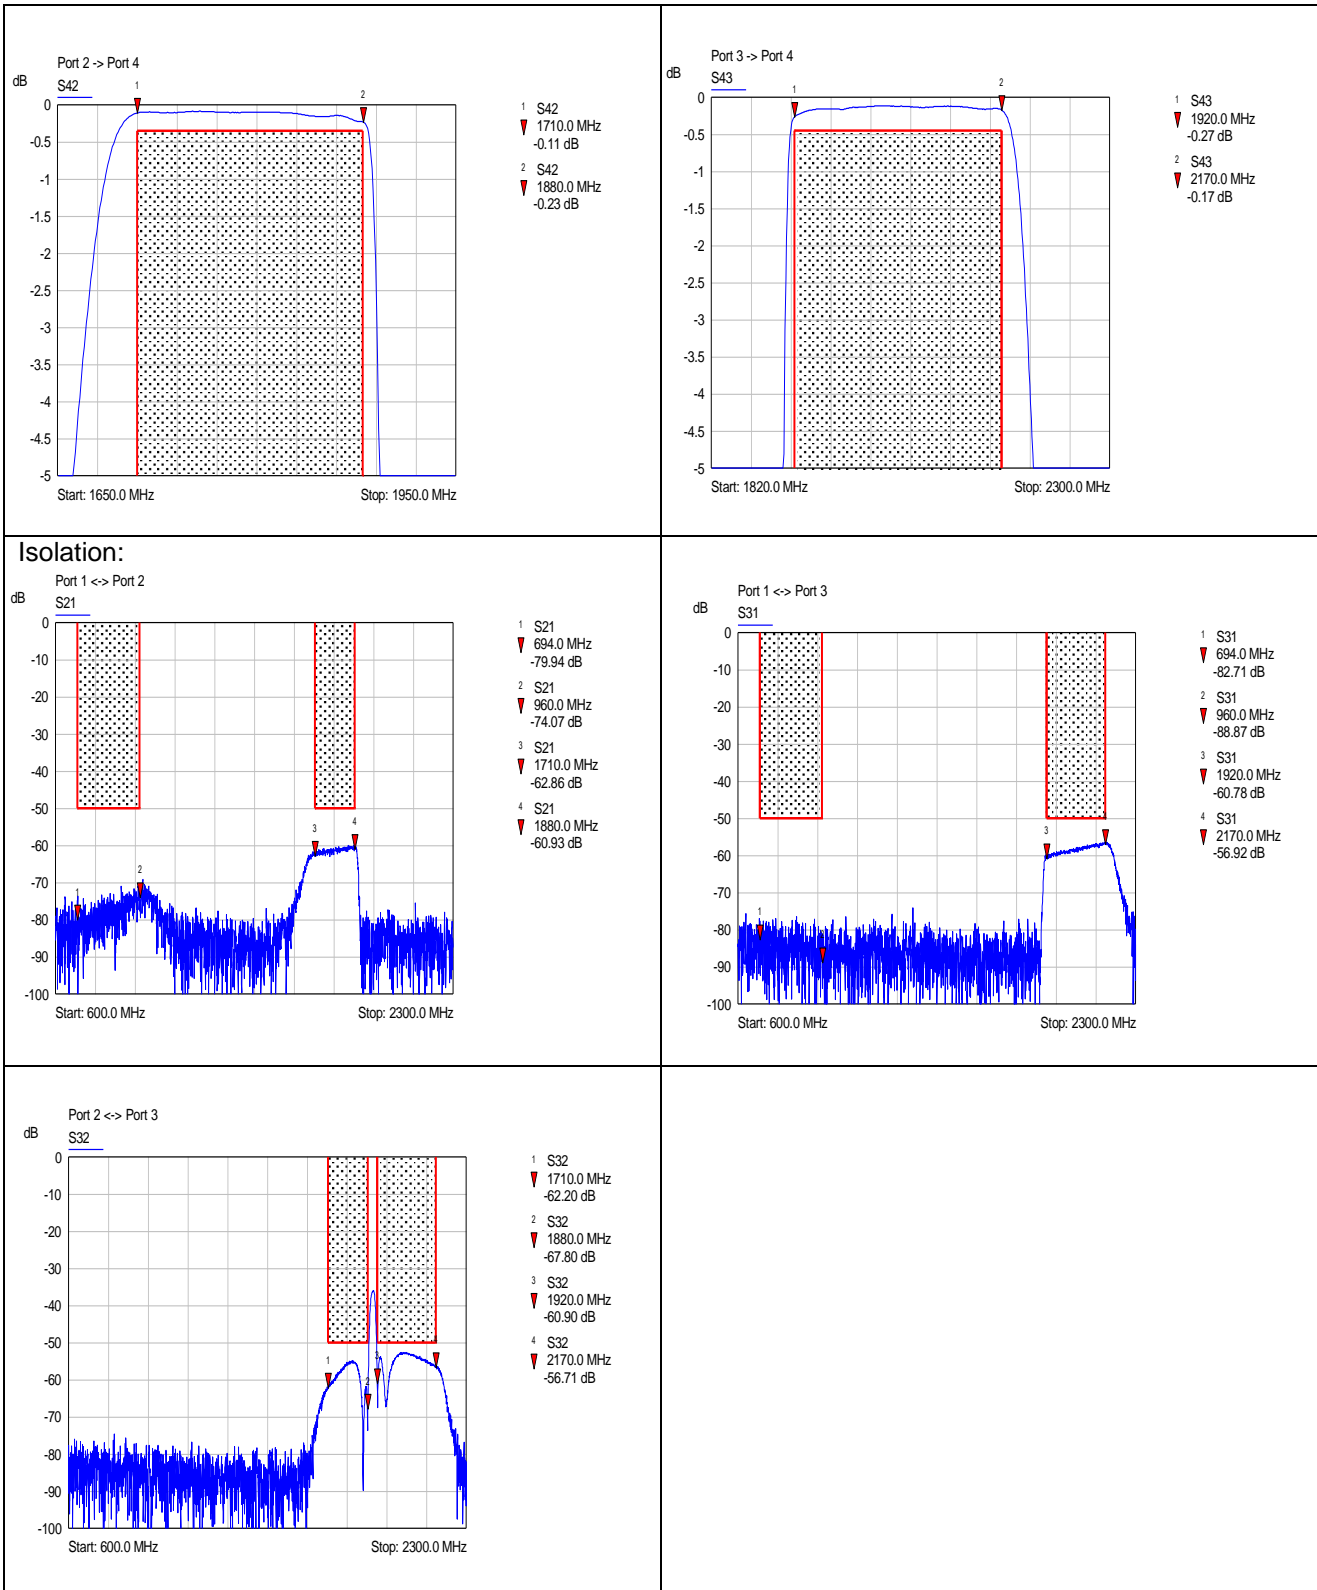 Port 2 -> Port 4
dB
S42
1
2
0
-0.5
-1
-1.5
-2
-2.5
-3
-3.5
-4
-4.5
-5
Start: 1650.0 MHz
Stop: 1950.0 MHz
1 S42
1710.0 MHz
-0.11 dB
2 S42
1880.0 MHz
-0.23 dB
Port 3 -> Port 4
dB
S43
1
2
0
-0.5
-1
-1.5
-2
-2.5
-3
-3.5
-4
-4.5
-5
Start: 1820.0 MHz
Stop: 2300.0 MHz
1 S43
1920.0 MHz
-0.27 dB
2 S43
2170.0 MHz
-0.17 dB
Isolation:
Port 1 <-> Port 2
dB
S21
0
-10
-20
-30
-40
-50
-60
-70
-80
-90
-100
1
2
3
4
Start: 600.0 MHz
Stop: 2300.0 MHz
1 S21
694.0 MHz
-79.94 dB
2 S21
960.0 MHz
-74.07 dB
3 S21
1710.0 MHz
-62.86 dB
4 S21
1880.0 MHz
-60.93 dB
Port 1 <-> Port 3
dB
S31
0
-10
-20
-30
-40
-50
-60
-70
-80
-90
-100
1
3
Start: 600.0 MHz
Stop: 2300.0 MHz
1 S31
694.0 MHz
-82.71 dB
2 S31
960.0 MHz
-88.87 dB
3 S31
1920.0 MHz
-60.78 dB
4 S31
2170.0 MHz
-56.92 dB
Port 2 <-> Port 3
dB
S32
0
-10
-20
-30
-40
-50
-60
-70
-80
-90
-100
1
2
3
Start: 600.0 MHz
Stop: 2300.0 MHz
1 S32
1710.0 MHz
-62.20 dB
2 S32
1880.0 MHz
-67.80 dB
3 S32
1920.0 MHz
-60.90 dB
4 S32
2170.0 MHz
-56.71 dB